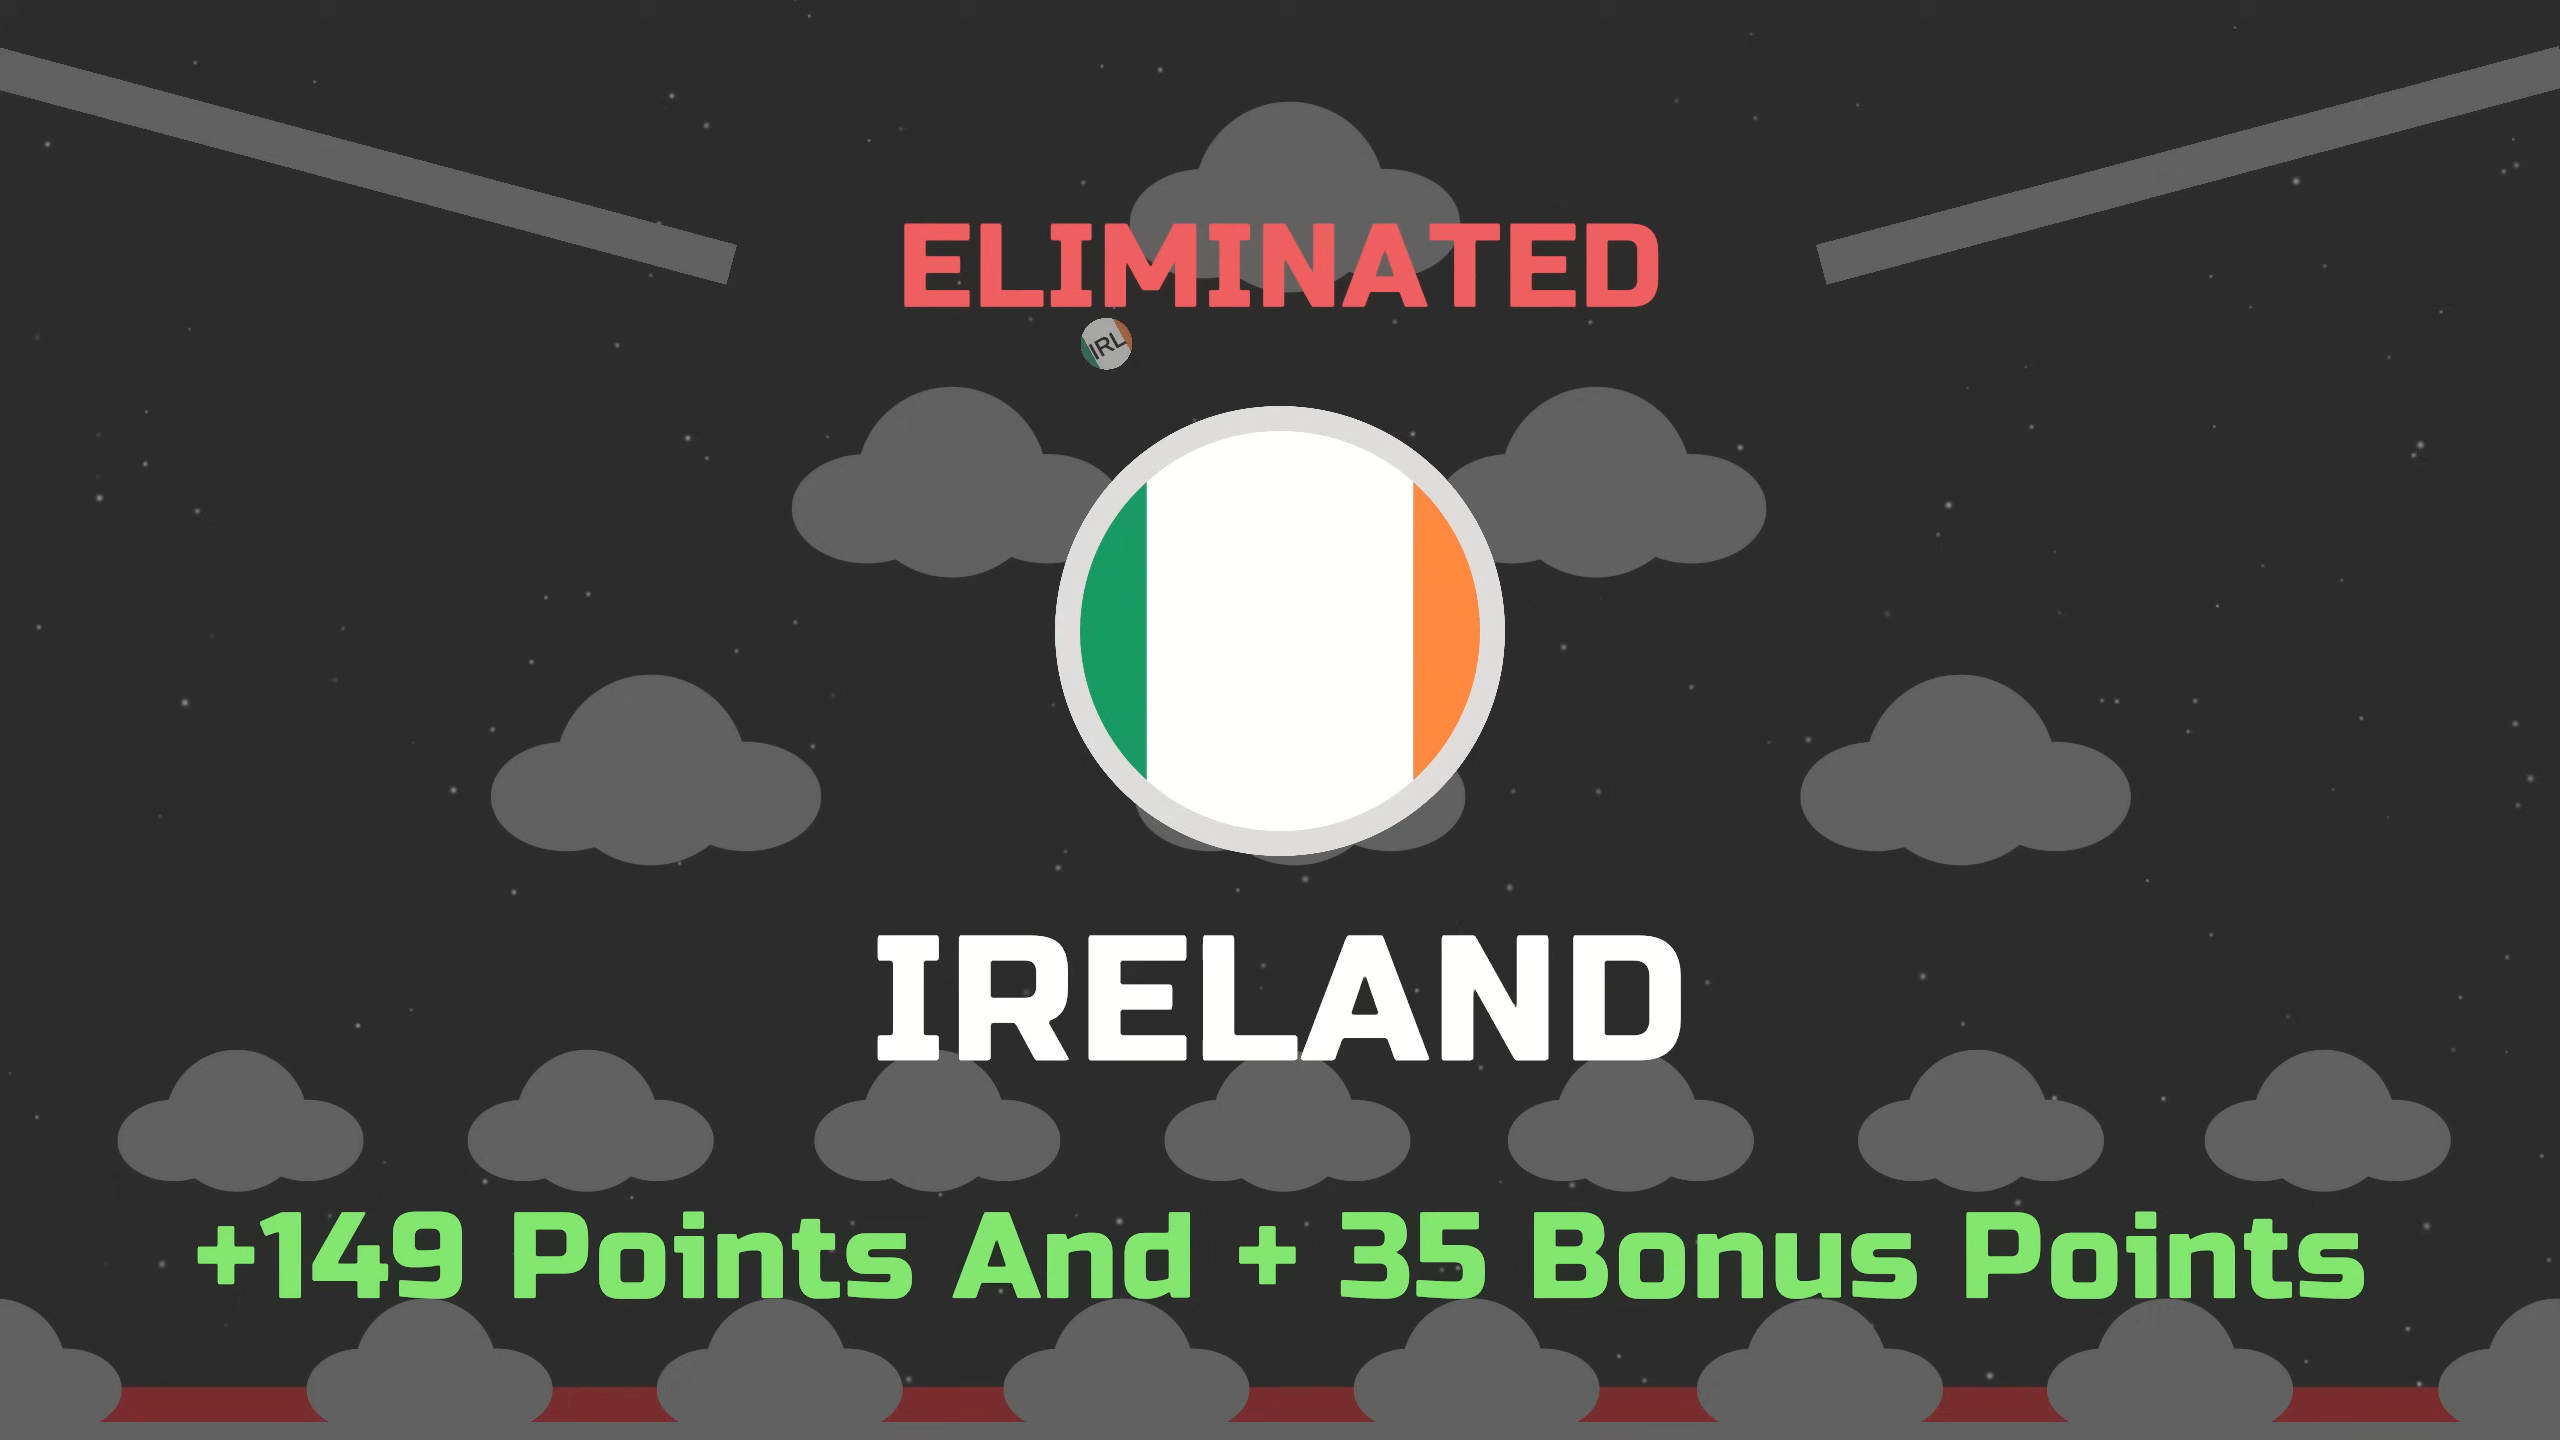 ELIMINATED
IRL
IRELAND
+149 Points And + 35 Bonus Points